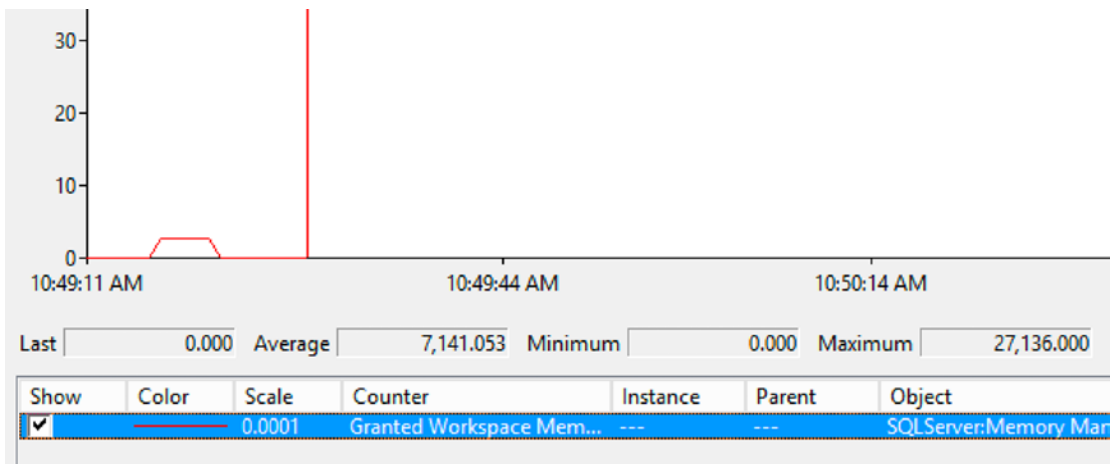 30
20
10
0
10:49:11 AM 10:49:44 AM 10:50:14 AM
Last 0.000 Average 7,141.053 Minimum 0.000 Maximum 27,136.000
Show Color Scale Counter Instance Parent Object
0.0001 Granted Workspace Mem... --- --- SQLServer:Memory Man